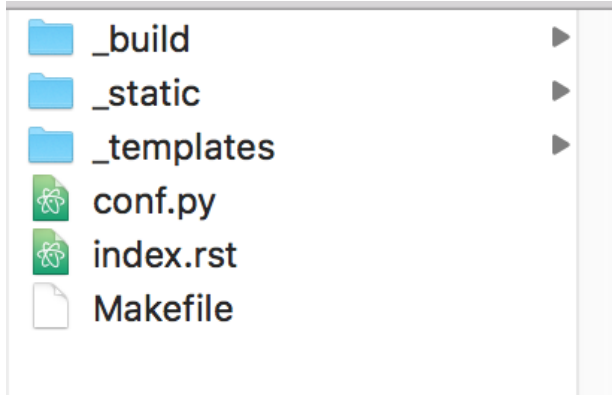 _build
_static
_templates
conf.py
index.rst
Makefile